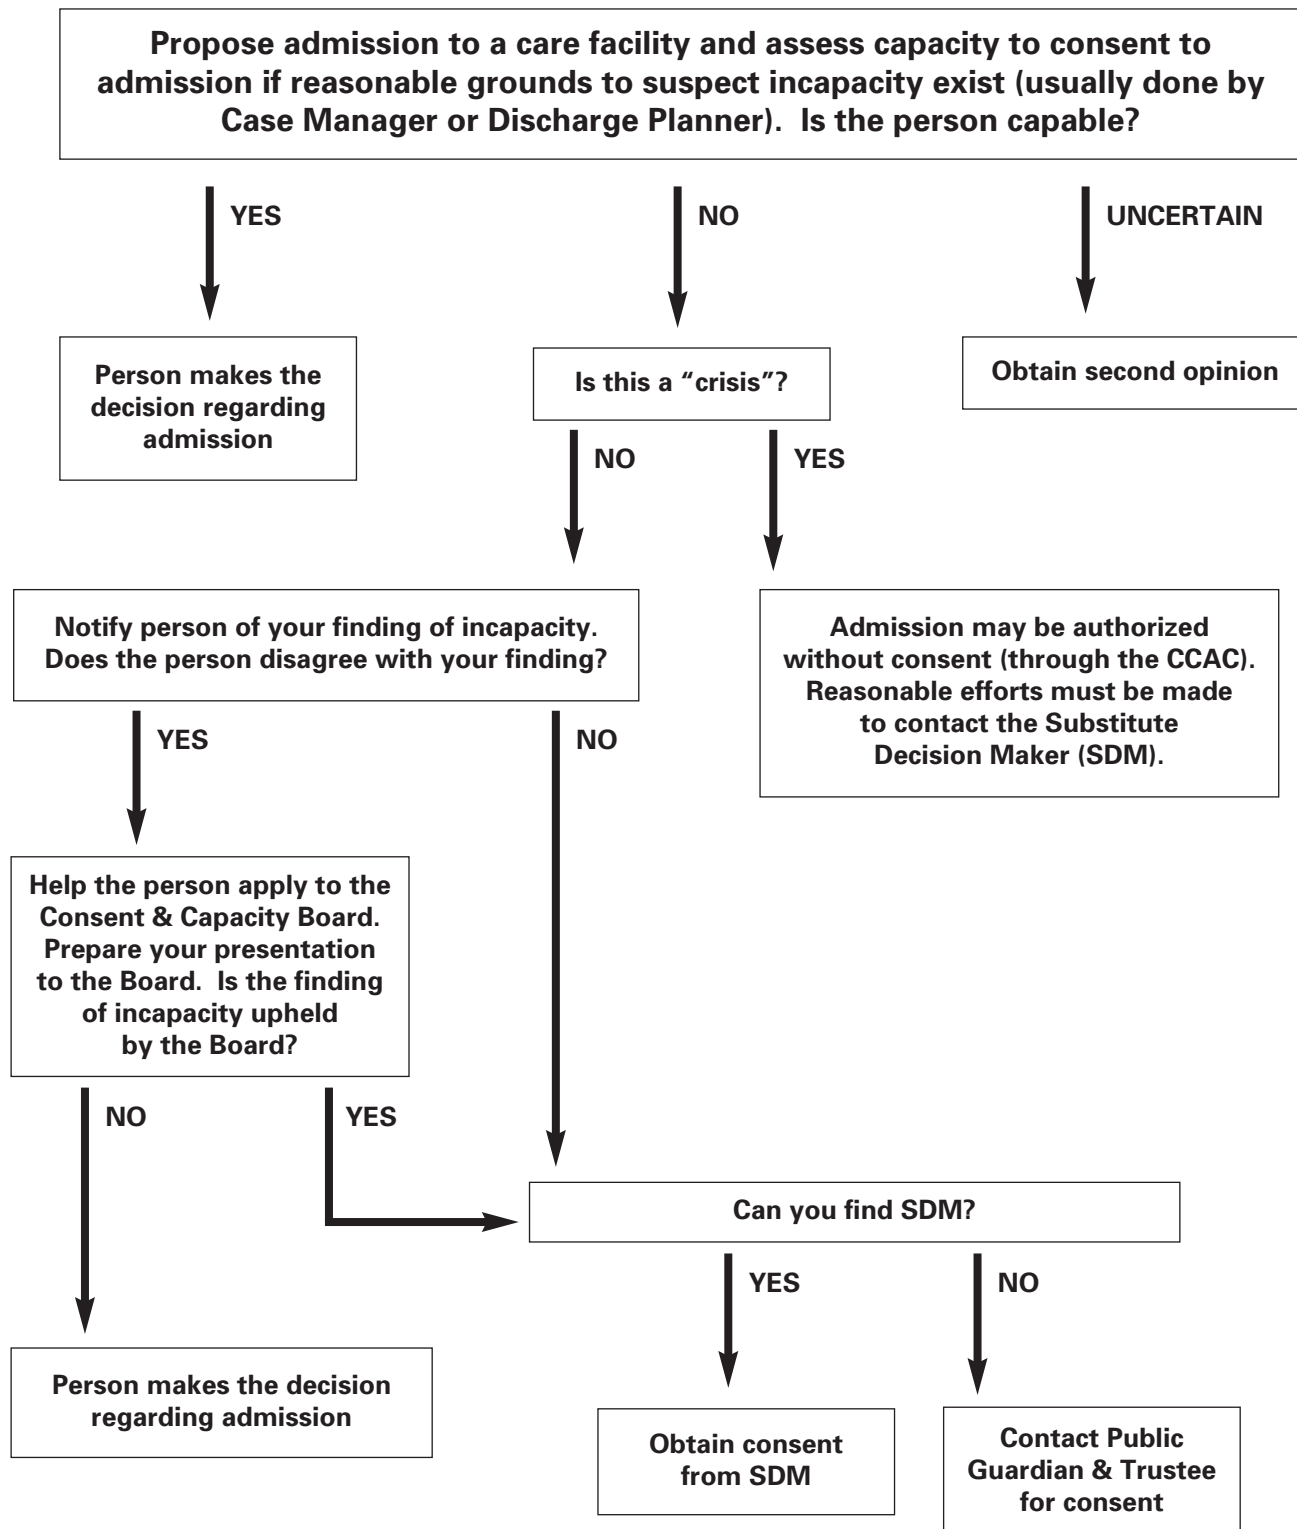 Propose admission to a care facility and assess capacity to consent to
admission if reasonable grounds to suspect incapacity exist (usually done by
Case Manager or Discharge Planner).  Is the person capable?
YES
NO
UNCERTAIN
Person makes the
decision regarding
admission
Is this a “crisis”?
Obtain second opinion
NO
YES
Notify person of your finding of incapacity.
Does the person disagree with your finding?
Admission may be authorized
without consent (through the CCAC).
Reasonable efforts must be made
to contact the Substitute
Decision Maker (SDM).
YES
NO
Help the person apply to the
Consent & Capacity Board.
Prepare your presentation
to the Board.  Is the finding
of incapacity upheld
by the Board?
NO
YES
Can you find SDM?
YES
NO
Person makes the decision
regarding admission
Obtain consent
from SDM
Contact Public
Guardian & Trustee
for consent